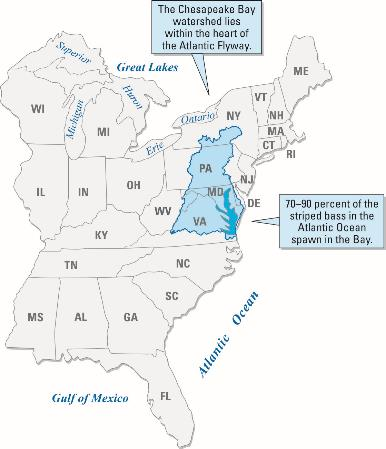 The Chesapeake Bay
watershed lies
within the heart of
the Atlantic Flyway.
Superior
Great Lakes
ME
Huron
VT
WI
Michigan
Ontario
NH
NY
MI
MA
CT
Erie
RI
PA
NJ
IL
IN
OH
MD
DE
WV
VA
70–90 percent of the
striped bass in the
Atlantic Ocean
spawn in the Bay.
KY
TN
NC
SC
MS
AL
GA
Atlantic Ocean
Gulf of Mexico
FL